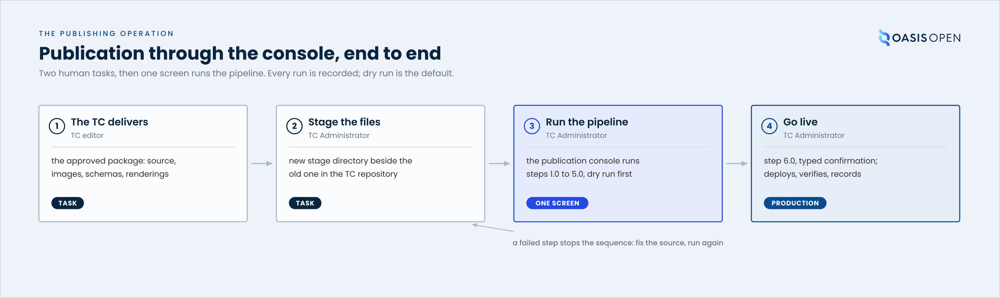 THE PUBLISHING OPERATION
OASIS OPEN
Publication through the console, end to end
Two human tasks, then one screen runs the pipeline. Every run is recorded; dry run is the default.
1
The TC delivers
TC editor
the approved package: source,
images, schemas, renderings
TASK
2
Stage the files
TC Administrator
new stage directory beside the
old one in the TC repository
TASK
3
Run the pipeline
TC Administrator
the publication console runs
steps 1.0 to 5.0, dry run first
ONE SCREEN
4
Go live
TC Administrator
step 6.0, typed confirmation;
deploys, verifies, records
PRODUCTION
a failed step stops the sequence: fix the source, run again